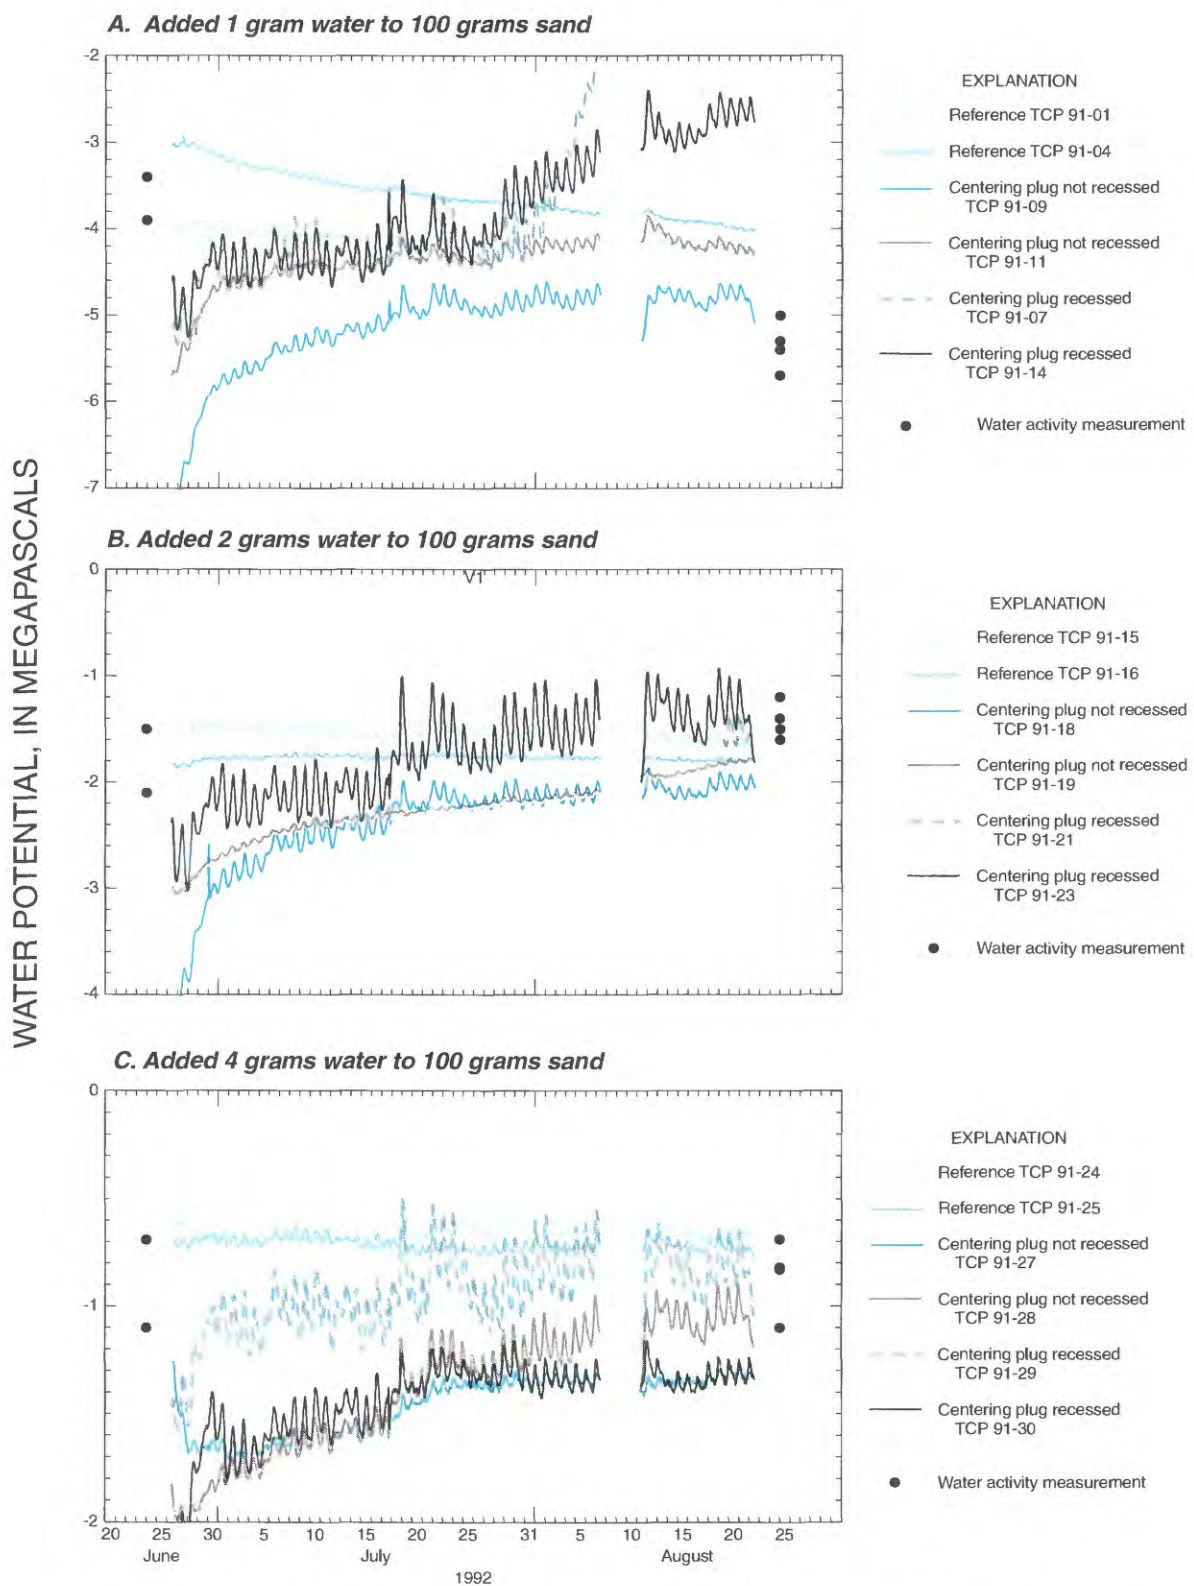 A. Added 1 gram water to 100 grams sand
-2
-3
-4
-5
-6
-7
EXPLANATION
Reference TCP 91-01
Reference TCP 91-04
Centering plug not recessed
TCP 91-09
Centering plug not recessed
TCP 91-11
Centering plug recessed
TCP 91-07
Centering plug recessed
TCP 91-14
Water activity measurement
WATER POTENTIAL, IN MEGAPASCALS
B. Added 2 grams water to 100 grams sand
0
-1
-2
-3
-4
V1
EXPLANATION
Reference TCP 91-15
Reference TCP 91-16
Centering plug not recessed
TCP 91-18
Centering plug not recessed
TCP 91-19
Centering plug recessed
TCP 91-21
Centering plug recessed
TCP 91-23
Water activity measurement
C. Added 4 grams water to 100 grams sand
0
-1
-2
EXPLANATION
Reference TCP 91-24
Reference TCP 91-25
Centering plug not recessed
TCP 91-27
Centering plug not recessed
TCP 91-28
Centering plug recessed
TCP 91-29
Centering plug recessed
TCP 91-30
Water activity measurement
20 25 30 5 10 15 20 25 31 5 10 15 20 25
June July August
1992